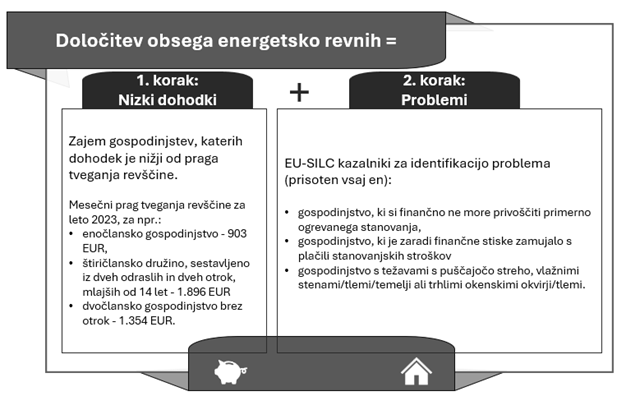 Določitev obsega energetsko revnih =
1. korak:
Nizki dohodki
+
2. korak:
Problemi
Zajem gospodinjstev, katerih
dohodek je nižji od praga
tveganja revščine.
Mesečni prag tveganja revščine za
leto 2023, za npr.:
• enočlansko gospodinjstvo - 903
EUR,
• štiričlansko družino, sestavljeno
iz dveh odraslih in dveh otrok,
mlajših od 14 let - 1.896 EUR
• dvočlansko gospodinjstvo brez
otrok - 1.354 EUR.
EU-SILC kazalniki za identifikacijo problema
(prisoten vsaj en):
• gospodinjstvo, ki si finančno ne more privoščiti primerno
ogrevanega stanovanja,
• gospodinjstvo, ki je zaradi finančne stiske zamujalo s
plačili stanovanjskih stroškov
• gospodinjstvo s težavami s puščajočo streho, vlažnimi
stenami/tlemi/temelji ali trhlimi okenskimi okvirji/tlemi.